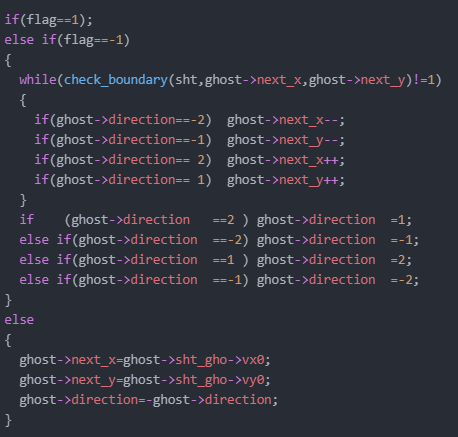 if(flag==1);
else if(flag==-1)
{
  while(check_boundary(sht,ghost->next_x,ghost->next_y)!=1)
  {
    if(ghost->direction==-2)  ghost->next_x--;
    if(ghost->direction==-1)  ghost->next_y--;
    if(ghost->direction== 2)  ghost->next_x++;
    if(ghost->direction== 1)  ghost->next_y++;
  }
  if    (ghost->direction   ==2 ) ghost->direction  =1;
  else if(ghost->direction  ==-2) ghost->direction  =-1;
  else if(ghost->direction  ==1 ) ghost->direction  =2;
  else if(ghost->direction  ==-1) ghost->direction  =-2;
}
else
{
  ghost->next_x=ghost->sht_gho->vx0;
  ghost->next_y=ghost->sht_gho->vy0;
  ghost->direction=-ghost->direction;
}